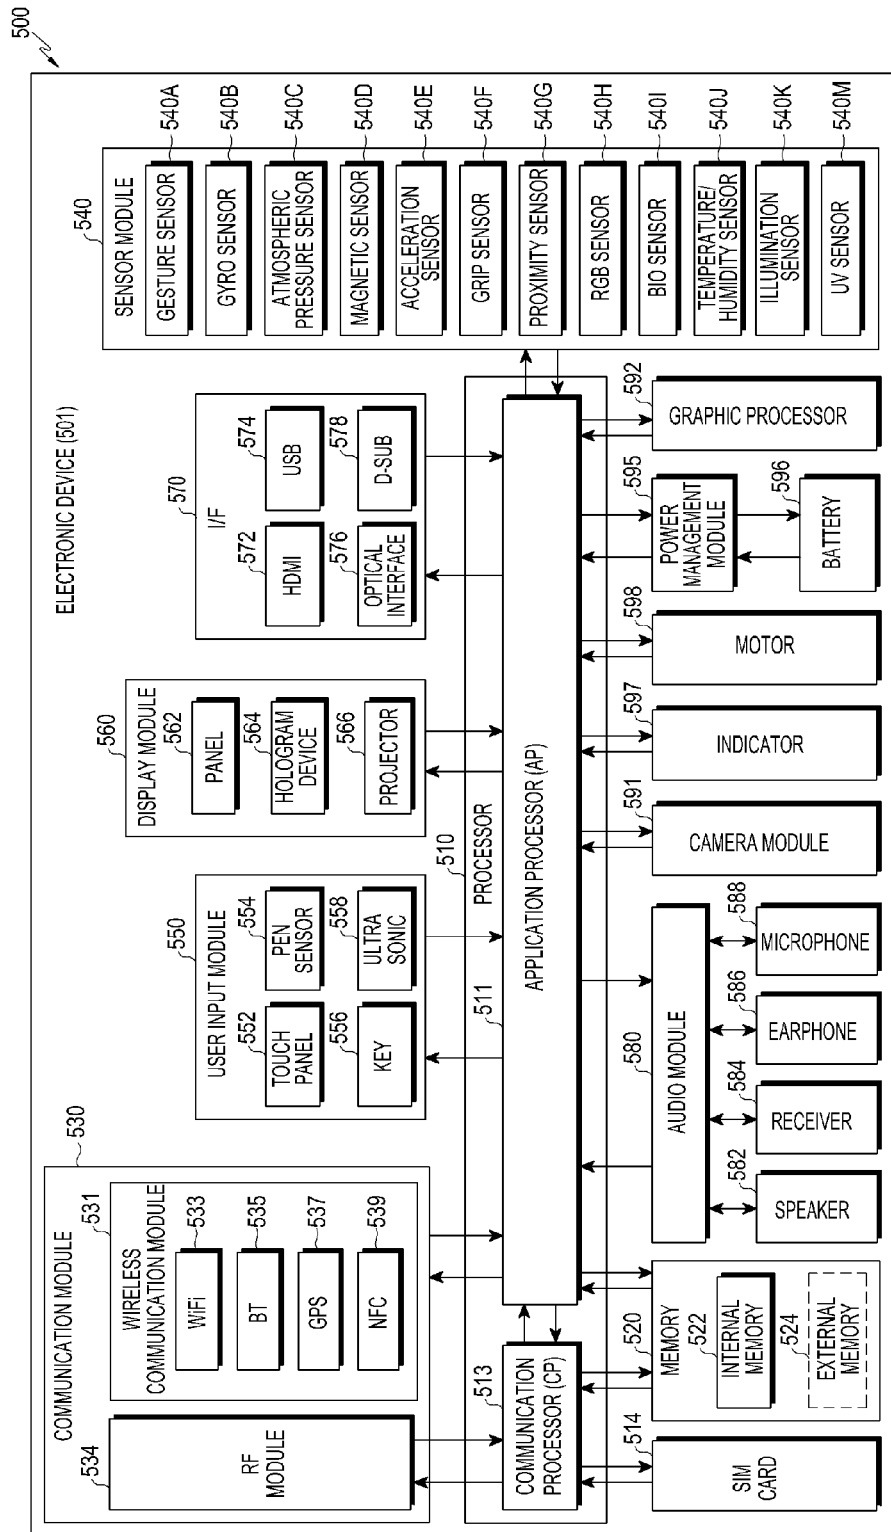 500
ELECTRONIC DEVICE (501)
COMMUNICATION MODULE
530
534
RF
MODULE
531
WIRELESS
COMMUNICATION MODULE
WiFi
533
BT
535
GPS
537
NFC
539
550
USER INPUT MODULE
552
TOUCH
PANEL
554
PEN
SENSOR
556
KEY
558
ULTRA
SONIC
560
DISPLAY MODULE
562
PANEL
564
HOLOGRAM
DEVICE
566
PROJECTOR
570
I/F
572
HDMI
574
USB
576
OPTICAL
INTERFACE
578
D-SUB
540
SENSOR MODULE
GESTURE SENSOR
540A
GYRO SENSOR
540B
ATMOSPHERIC
PRESSURE SENSOR
540C
MAGNETIC SENSOR
540D
ACCELERATION
SENSOR
540E
GRIP SENSOR
540F
PROXIMITY SENSOR
540G
RGB SENSOR
540H
BIO SENSOR
540I
TEMPERATURE/
HUMIDITY SENSOR
540J
ILLUMINATION
SENSOR
540K
UV SENSOR
540M
510
PROCESSOR
513
COMMUNICATION
PROCESSOR (CP)
511
APPLICATION PROCESSOR (AP)
514
SIM
CARD
520
MEMORY
522
INTERNAL
MEMORY
524
EXTERNAL
MEMORY
580
AUDIO MODULE
582
SPEAKER
584
RECEIVER
586
EARPHONE
588
MICROPHONE
591
CAMERA MODULE
597
INDICATOR
598
MOTOR
595
POWER
MANAGEMENT
MODULE
596
BATTERY
592
GRAPHIC PROCESSOR